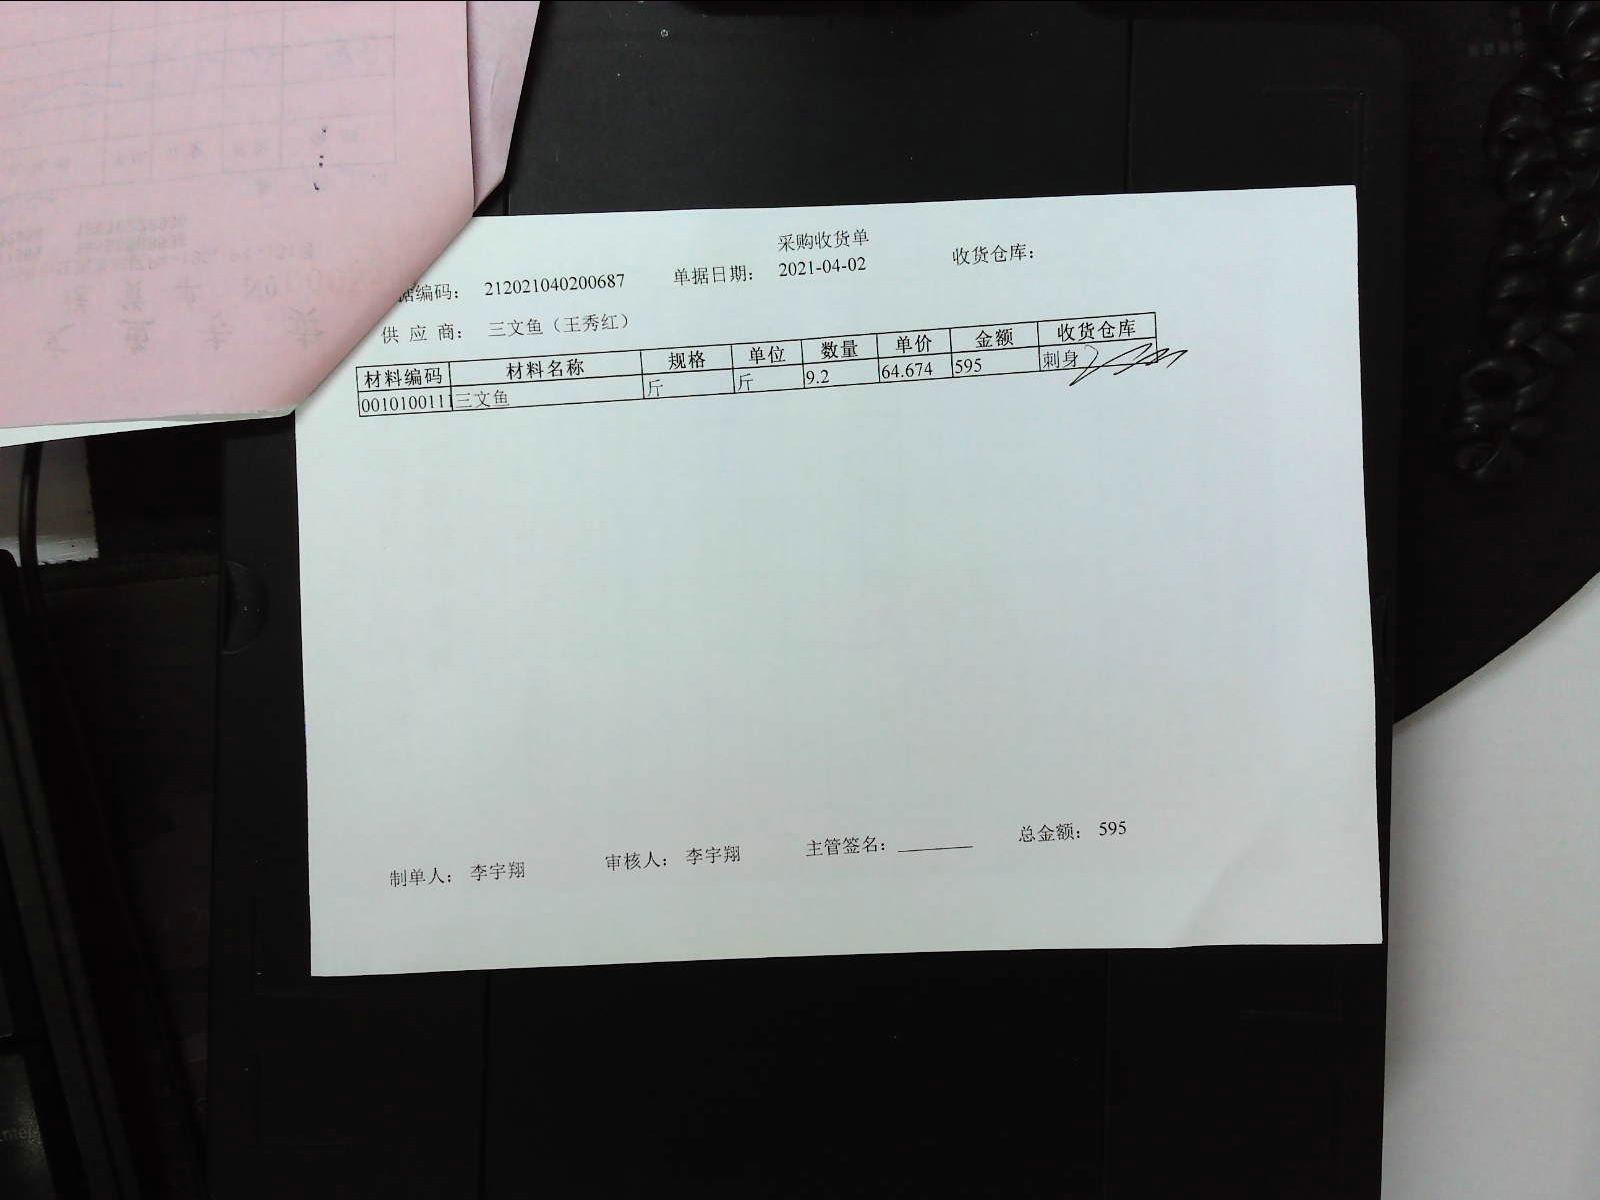 采购收货单
据编码： 212021040200687 单据日期： 2021-04-02 收货仓库：
供 应 商： 三文鱼（王秀红）
材料编码 材料名称 规格 单位 数量 单价 金额 收货仓库
0010100111 三文鱼 斤 斤 9.2 64.674 595 刺身
制单人： 李宇翔 审核人： 李宇翔 主管签名： 总金额： 595